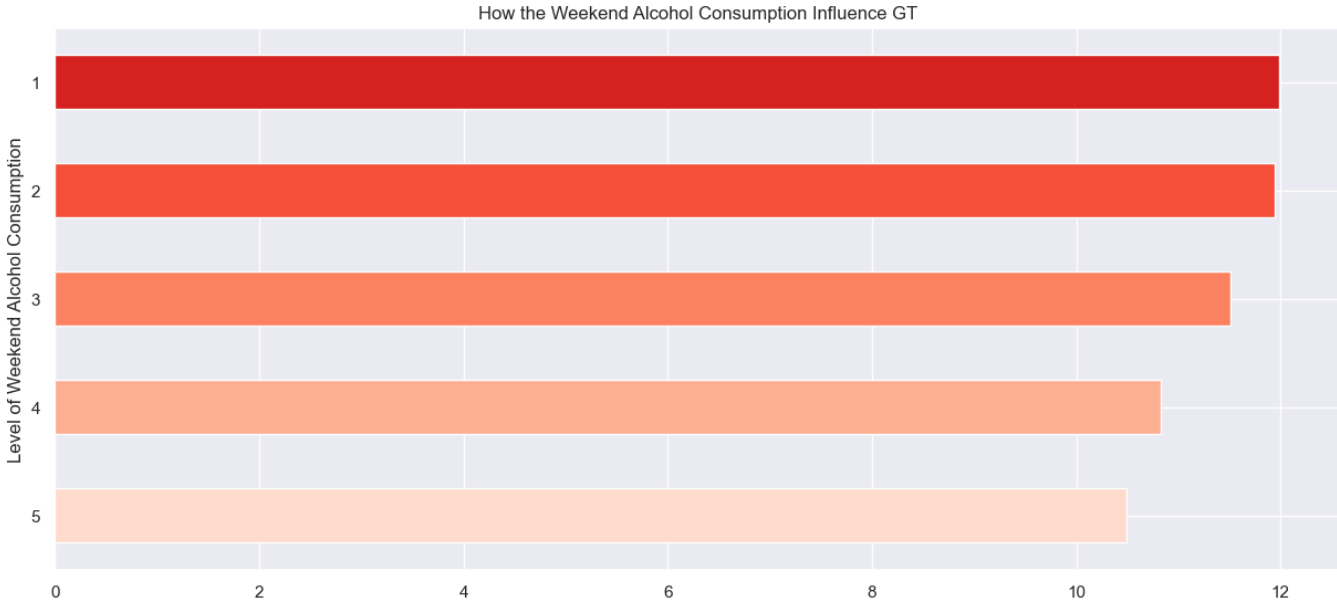 How the Weekend Alcohol Consumption Influence GT
Level of Weekend Alcohol Consumption
1
2
3
4
5
0 2 4 6 8 10 12